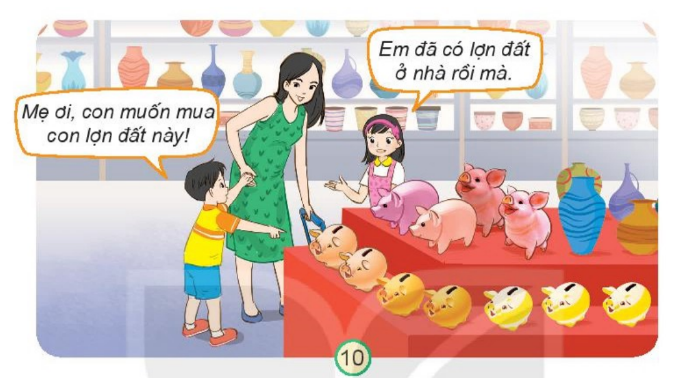 Mẹ ơi, con muốn mua
con lợn đất này!
Em đã có lợn đất
ở nhà rồi mà.
10